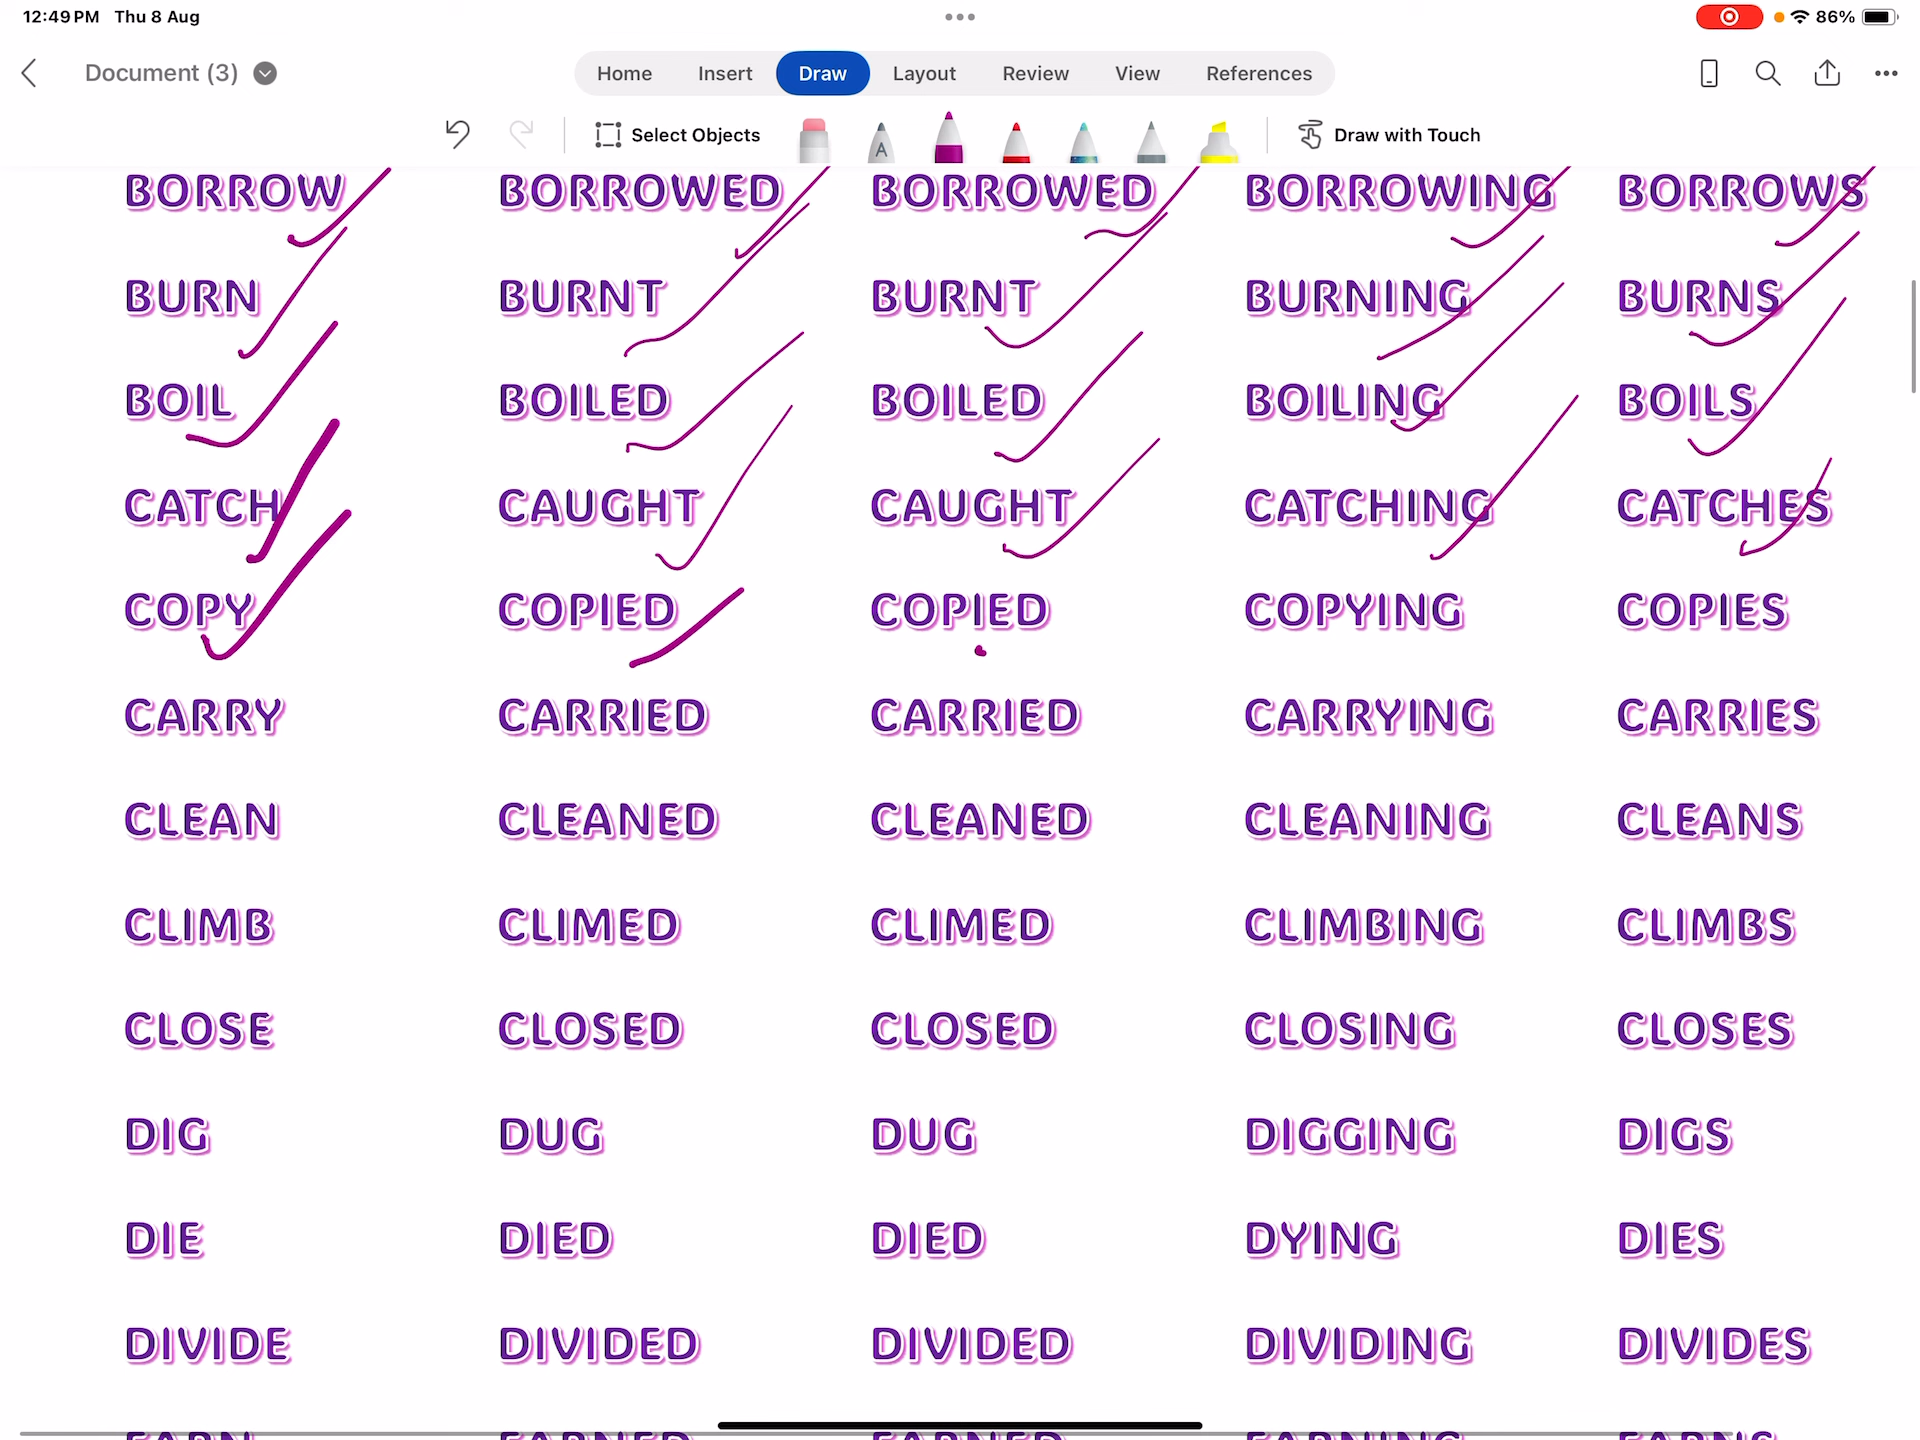 12:49 PM Thu 8 Aug 86%
Document (3) Home Insert Draw Layout Review View References
Select Objects A Draw with Touch
BORROW BORROWED BORROWED BORROWING BORROWS
BURN BURNT BURNT BURNING BURNS
BOIL BOILED BOILED BOILING BOILS
CATCH CAUGHT CAUGHT CATCHING CATCHES
COPY COPIED COPIED COPYING COPIES
CARRY CARRIED CARRIED CARRYING CARRIES
CLEAN CLEANED CLEANED CLEANING CLEANS
CLIMB CLIMED CLIMED CLIMBING CLIMBS
CLOSE CLOSED CLOSED CLOSING CLOSES
DIG DUG DUG DIGGING DIGS
DIE DIED DIED DYING DIES
DIVIDE DIVIDED DIVIDED DIVIDING DIVIDES